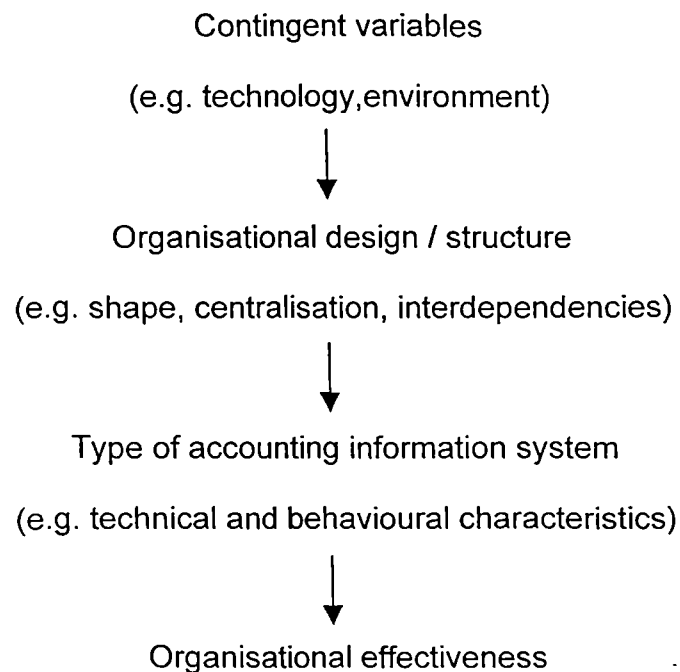 Contingent variables
(e.g. technology,environment)
Organisational design / structure
(e.g. shape, centralisation, interdependencies)
Type of accounting information system
(e.g. technical and behavioural characteristics)
Organisational effectiveness